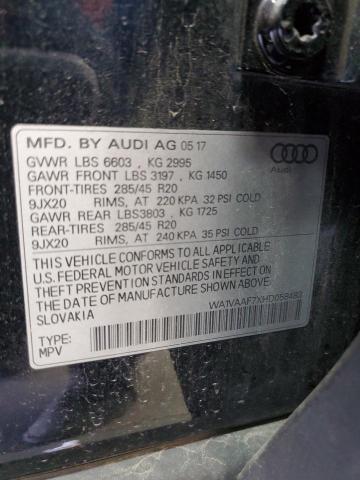 MFD. BY AUDI AG 05 17
GVWR LBS 6603 , KG 2995
GAWR FRONT LBS 3197 , KG 1450
FRONT-TIRES 285/45 R20
9JX20 RIMS, AT 220 KPA 32 PSI COLD
GAWR REAR LBS3803 , KG 1725
REAR-TIRES 285/45 R20
9JX20 RIMS, AT 240 KPA 35 PSI COLD
THIS VEHICLE CONFORMS TO ALL APPLICABLE
U.S. FEDERAL MOTOR VEHICLE SAFETY AND
THEFT PREVENTION STANDARDS IN EFFECT ON
THE DATE OF MANUFACTURE SHOWN ABOVE.
SLOVAKIA
WA1VAAF7XHD058483
TYPE:
MPV